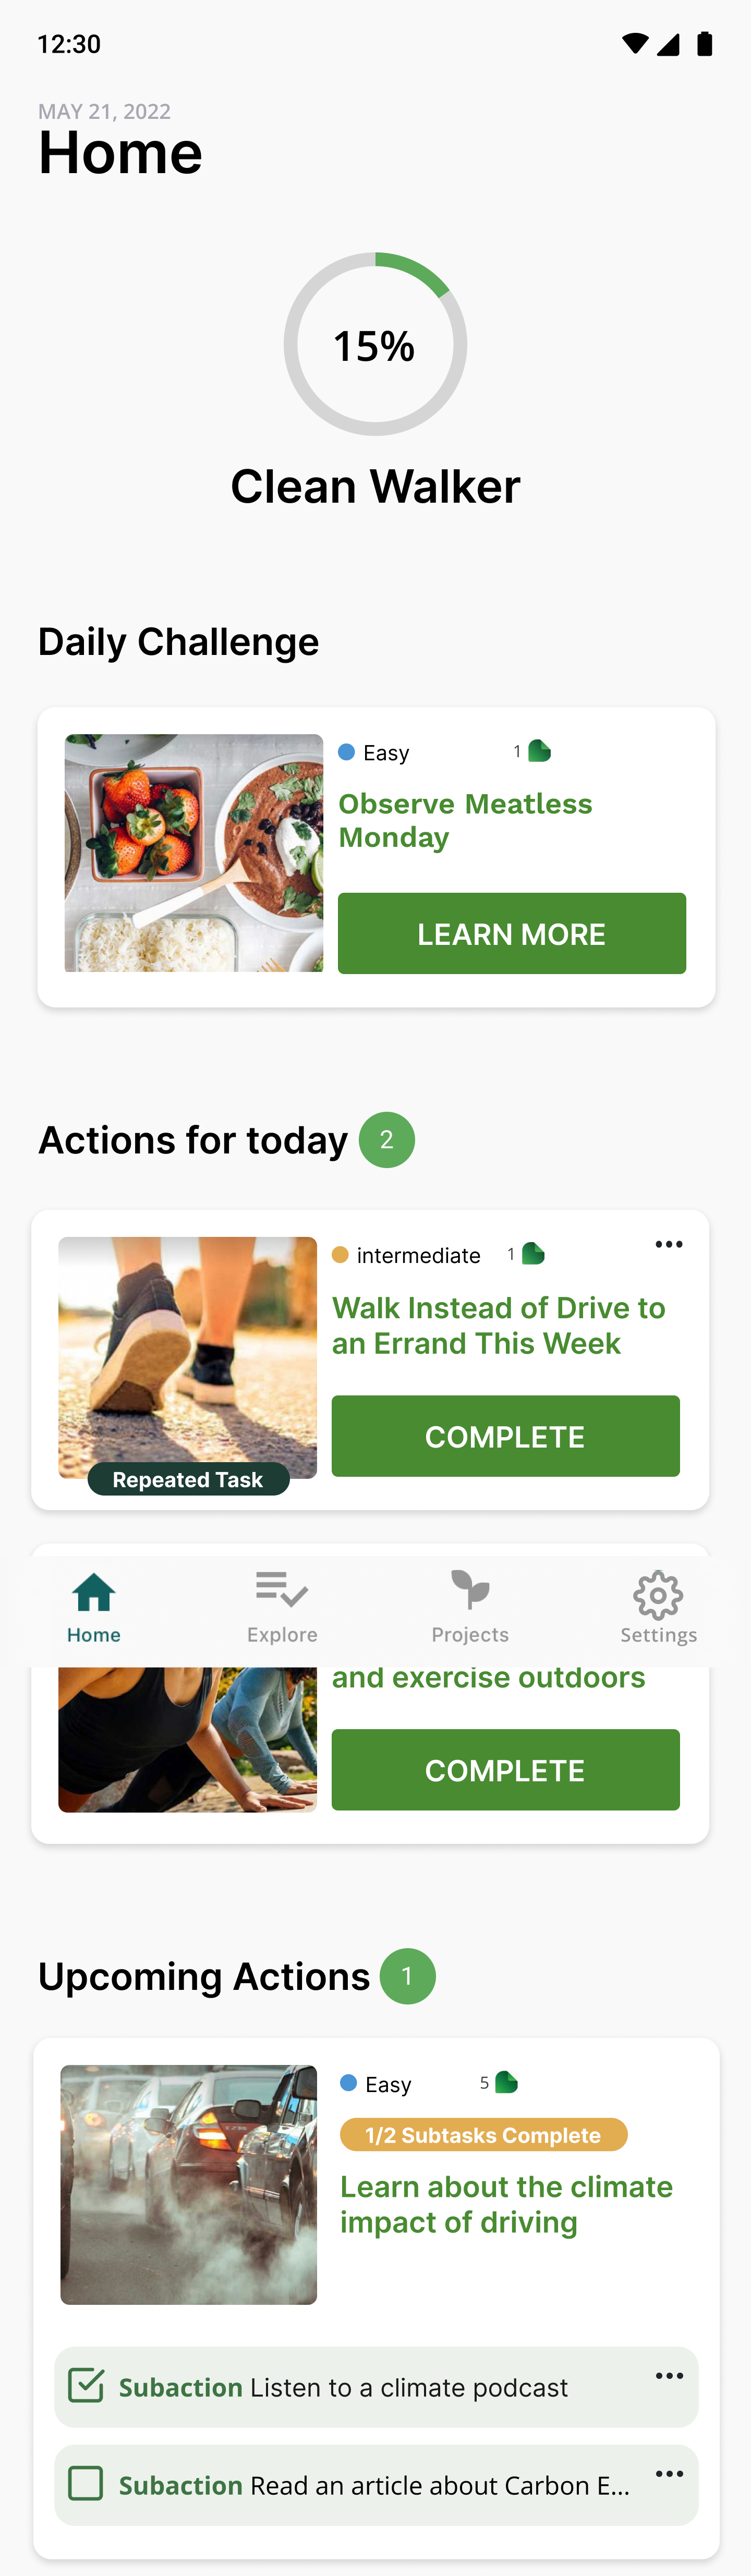 12:30
MAY 21, 2022
Home
15%
Clean Walker
Daily Challenge
Easy 1
Observe Meatless
Monday
LEARN MORE
Actions for today 2
intermediate 1
Walk Instead of Drive to
an Errand This Week
COMPLETE
Repeated Task
Home Explore Projects Settings
and exercise outdoors
COMPLETE
Upcoming Actions 1
Easy 5
1/2 Subtasks Complete
Learn about the climate
impact of driving
Subaction Listen to a climate podcast
Subaction Read an article about Carbon E...